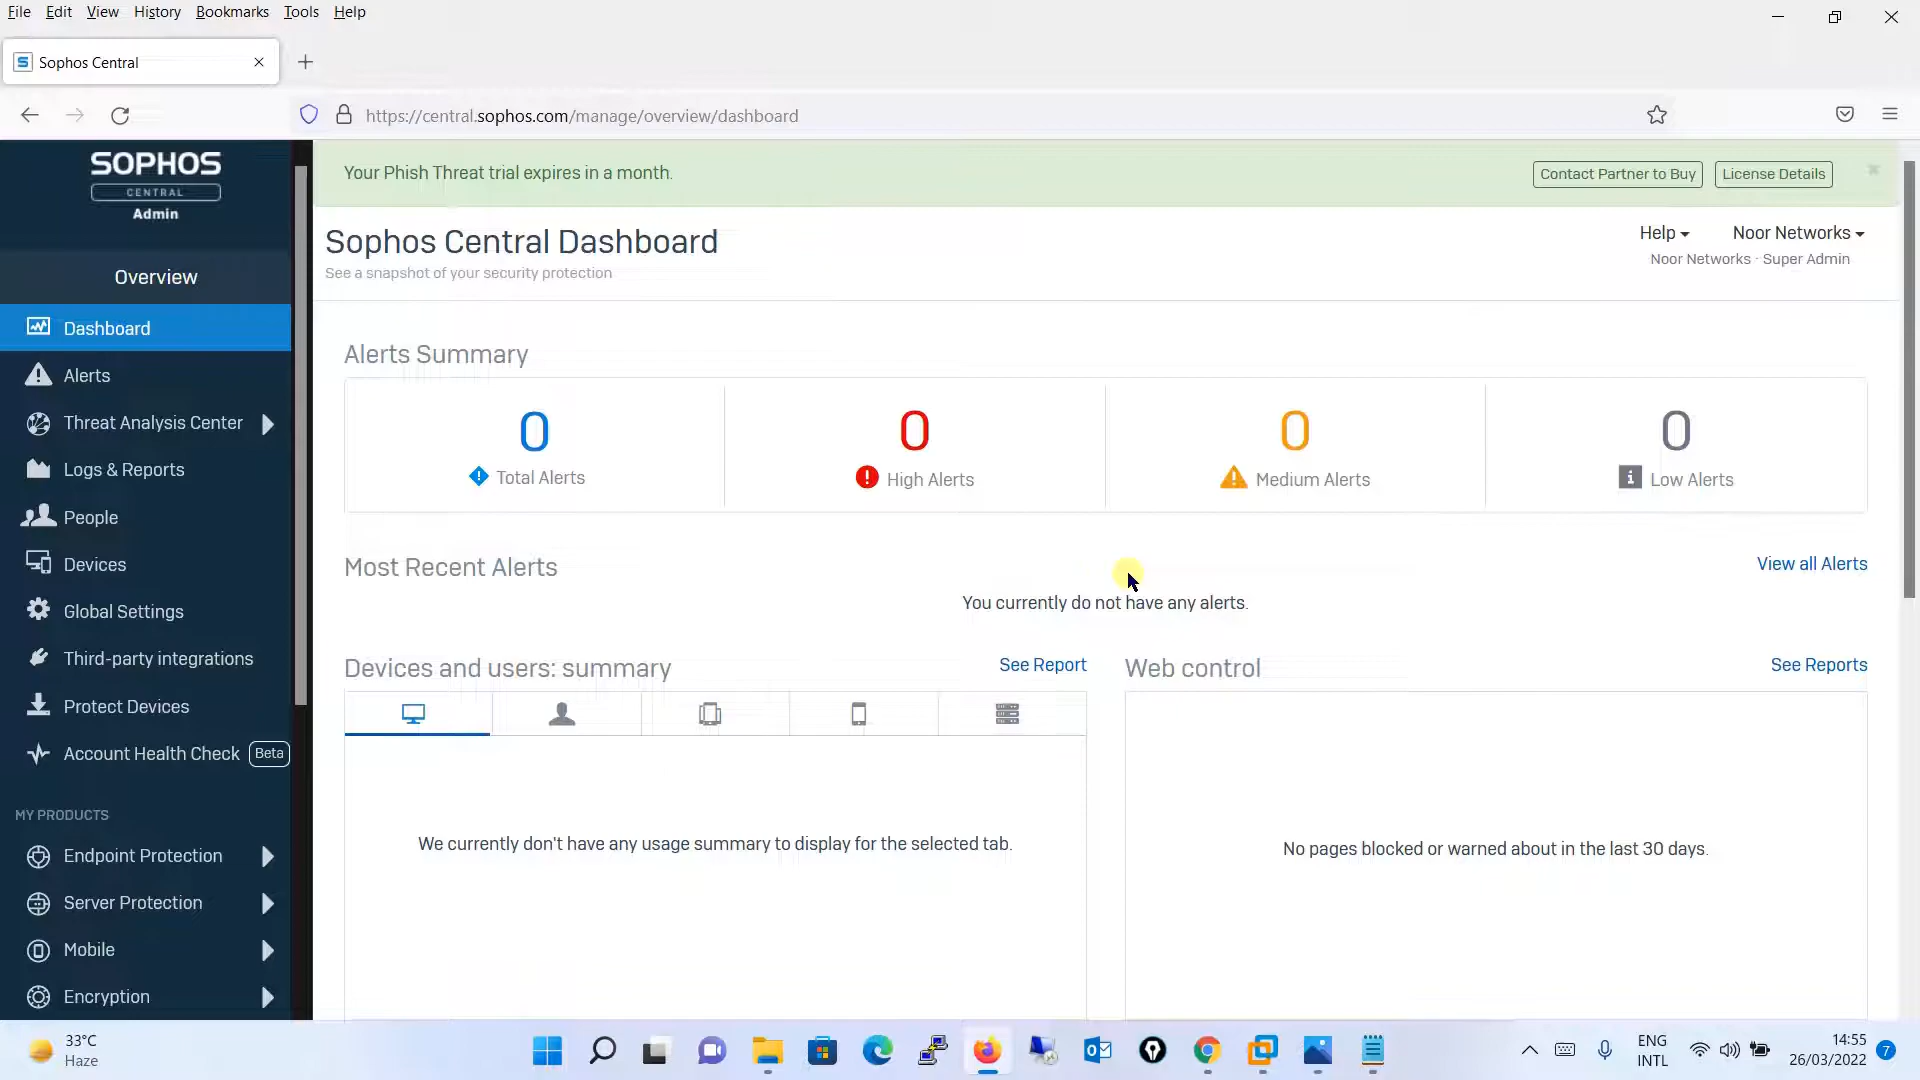 File Edit View History Bookmarks Tools Help
Sophos Central
https://central.sophos.com/manage/overview/dashboard
SOPHOS
CENTRAL
Admin
Overview
Dashboard
Alerts
Threat Analysis Center
Logs & Reports
People
Devices
Global Settings
Third-party integrations
Protect Devices
Account Health Check Beta
MY PRODUCTS
Endpoint Protection
Server Protection
Mobile
Encryption
Your Phish Threat trial expires in a month.
Contact Partner to Buy License Details
Sophos Central Dashboard
See a snapshot of your security protection
Help Noor Networks
Noor Networks · Super Admin
Alerts Summary
0 0 0 0
Total Alerts High Alerts Medium Alerts Low Alerts
Most Recent Alerts View all Alerts
You currently do not have any alerts.
Devices and users: summary See Report
We currently don't have any usage summary to display for the selected tab.
Web control See Reports
No pages blocked or warned about in the last 30 days.
33°C
Haze
ENG
INTL
14:55
26/03/2022
7